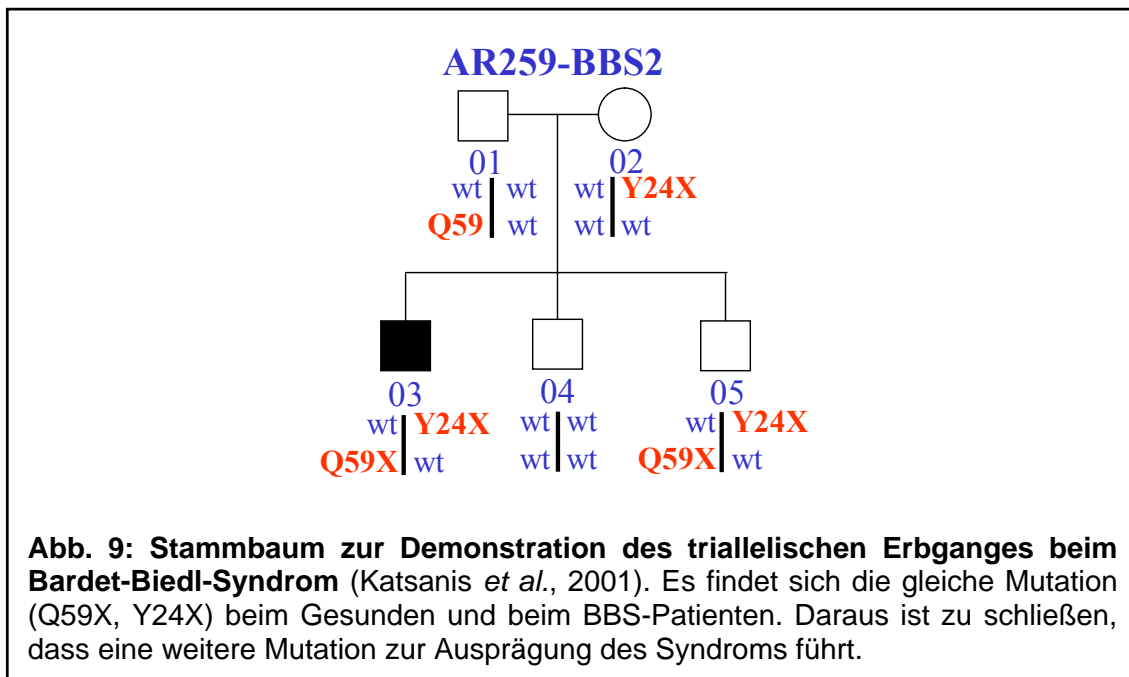 AR259-BBS2
01 02
wt wt wt Y24X
Q59 wt wt wt
03 04 05
wt Y24X wt wt wt Y24X
Q59X wt wt wt Q59X wt
Abb. 9: Stammbaum zur Demonstration des triallelischen Erbganges beim
Bardet-Biedl-Syndrom (Katsanis et al., 2001). Es findet sich die gleiche Mutation
(Q59X, Y24X) beim Gesunden und beim BBS-Patienten. Daraus ist zu schließen,
dass eine weitere Mutation zur Ausprägung des Syndroms führt.